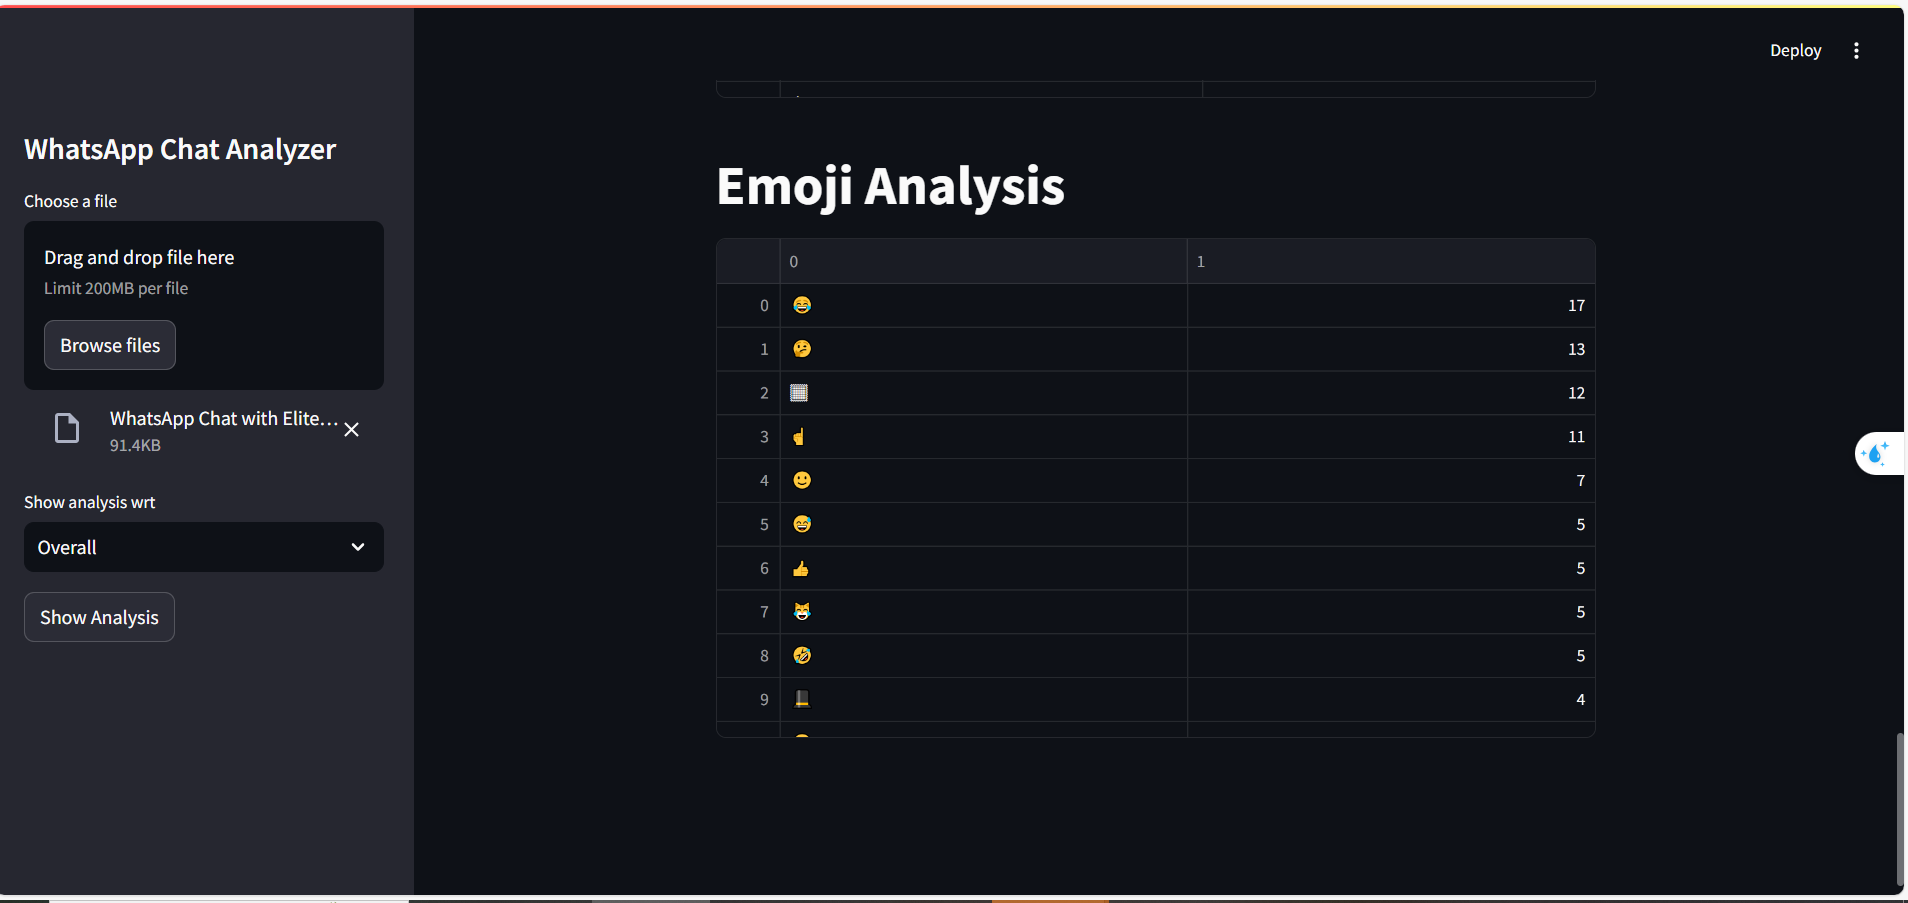 Deploy
WhatsApp Chat Analyzer
Choose a file
Drag and drop file here
Limit 200MB per file
Browse files
WhatsApp Chat with Elite...
91.4KB
Show analysis wrt
Overall
Show Analysis
Emoji Analysis
0 1
0 😂 17
1 🤔 13
2 12
3 ☝ 11
4 🙂 7
5 😅 5
6 👍 5
7 😹 5
8 🤣 5
9 4